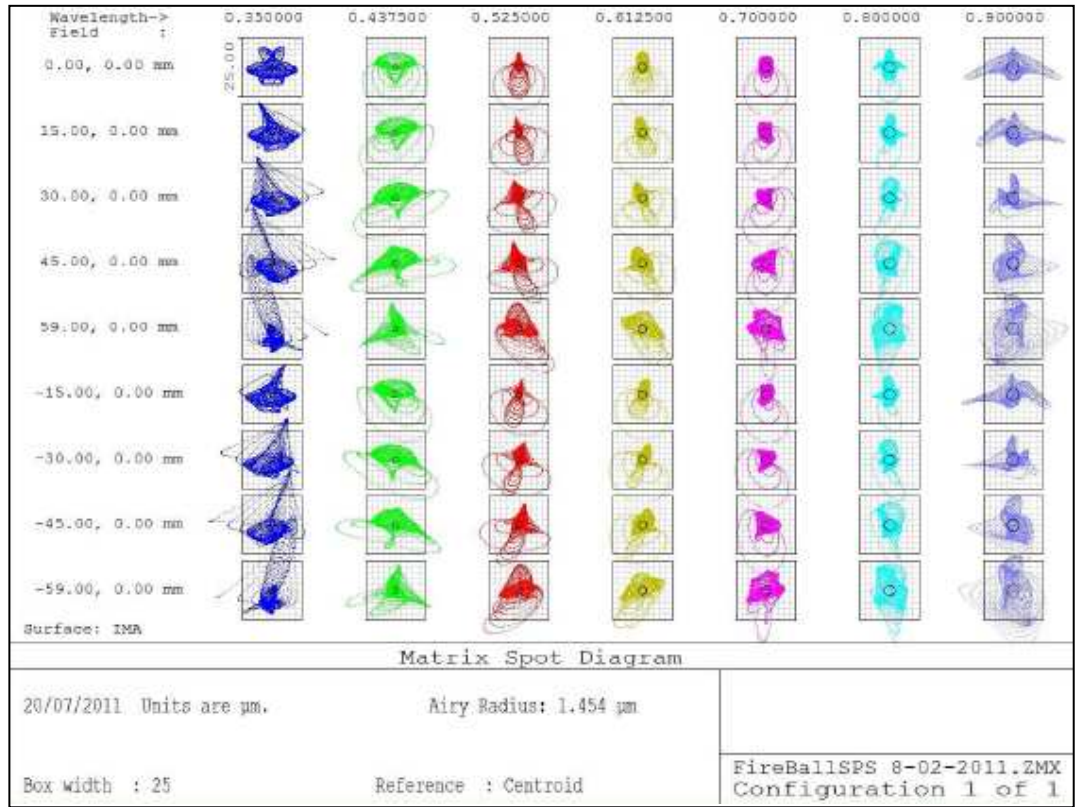 Wavelength-> 0.350000 0.437500 0.525000 0.612500 0.700000 0.800000 0.900000
Field :
0.00, 0.00 mm
25.00
15.00, 0.00 mm
30.00, 0.00 mm
45.00, 0.00 mm
59.00, 0.00 mm
-15.00, 0.00 mm
-30.00, 0.00 mm
-45.00, 0.00 mm
-59.00, 0.00 mm
Surface: IMA
Matrix Spot Diagram
20/07/2011 Units are µm. Airy Radius: 1.454 µm
Box width : 25 Reference : Centroid
FireBallSPS 8-02-2011.ZMX
Configuration 1 of 1